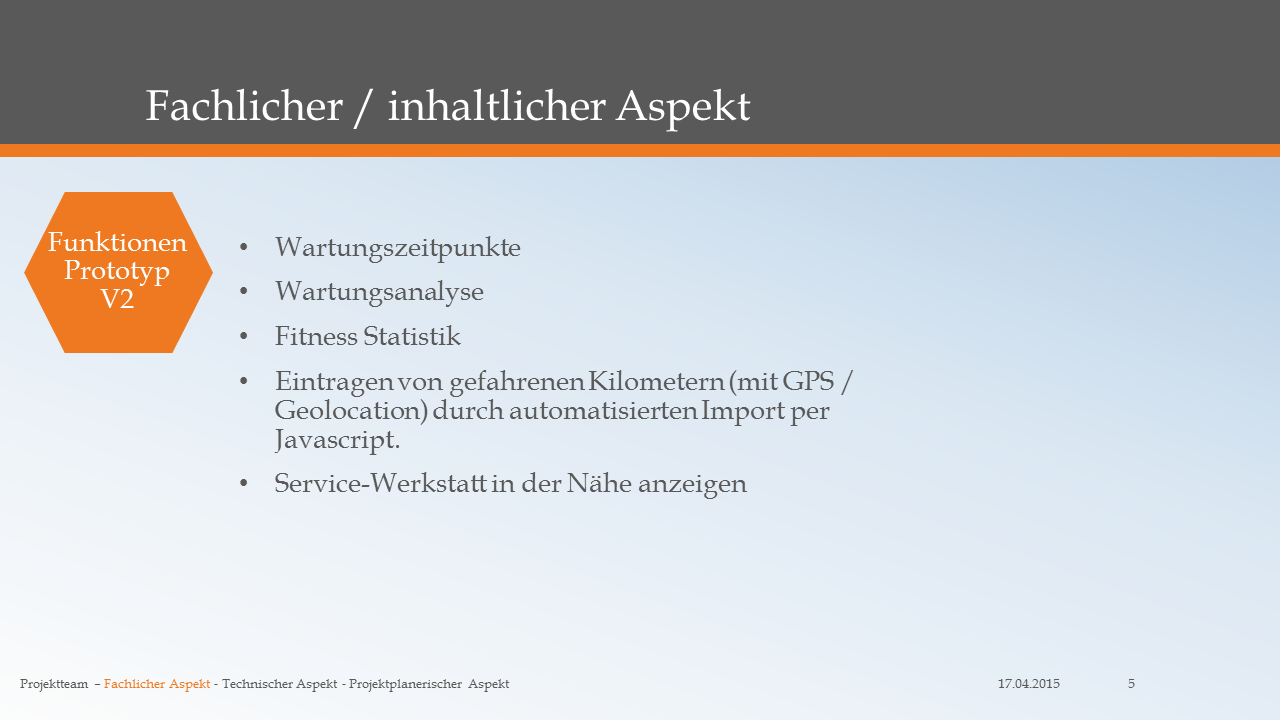 Fachlicher / inhaltlicher Aspekt
Funktionen
Prototyp
V2
• Wartungszeitpunkte
• Wartungsanalyse
• Fitness Statistik
• Eintragen von gefahrenen Kilometern (mit GPS /
Geolocation) durch automatisierten Import per
Javascript.
• Service-Werkstatt in der Nähe anzeigen
Projektteam – Fachlicher Aspekt - Technischer Aspekt - Projektplanerischer Aspekt
17.04.2015
5